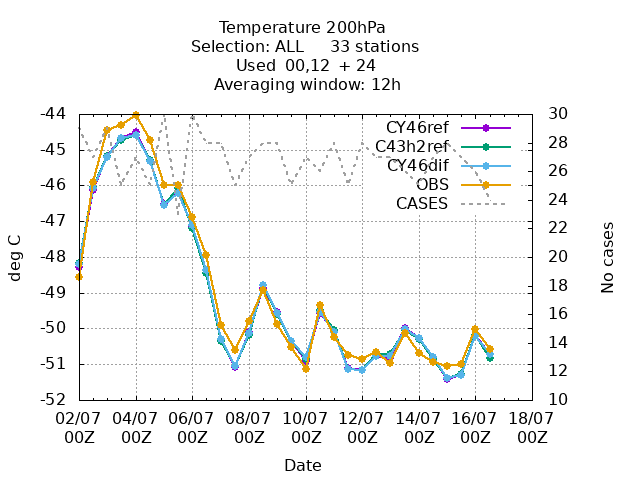 Temperature 200hPa
Selection: ALL 33 stations
Used 00,12 + 24
Averaging window: 12h
-44
-45
-46
-47
-48
-49
-50
-51
-52
deg C
30
28
26
24
22
20
18
16
14
12
10
No cases
CY46ref
C43h2ref
CY46dif
OBS
CASES
02/07 04/07 06/07 08/07 10/07 12/07 14/07 16/07 18/07
00Z 00Z 00Z 00Z 00Z 00Z 00Z 00Z 00Z
Date